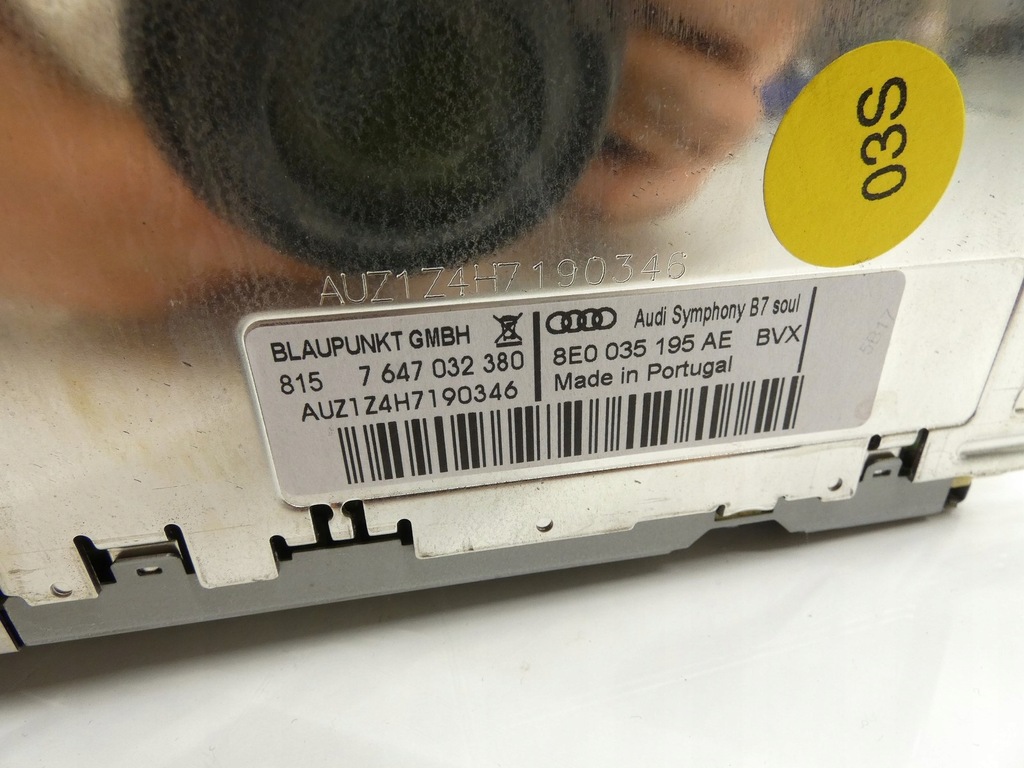 03S
AUZ1Z4H7190346
BLAUPUNKT GMBH
815 7 647 032 380
AUZ1Z4H7190346
Audi Symphony B7 soul
8E0 035 195 AE BVX
Made in Portugal